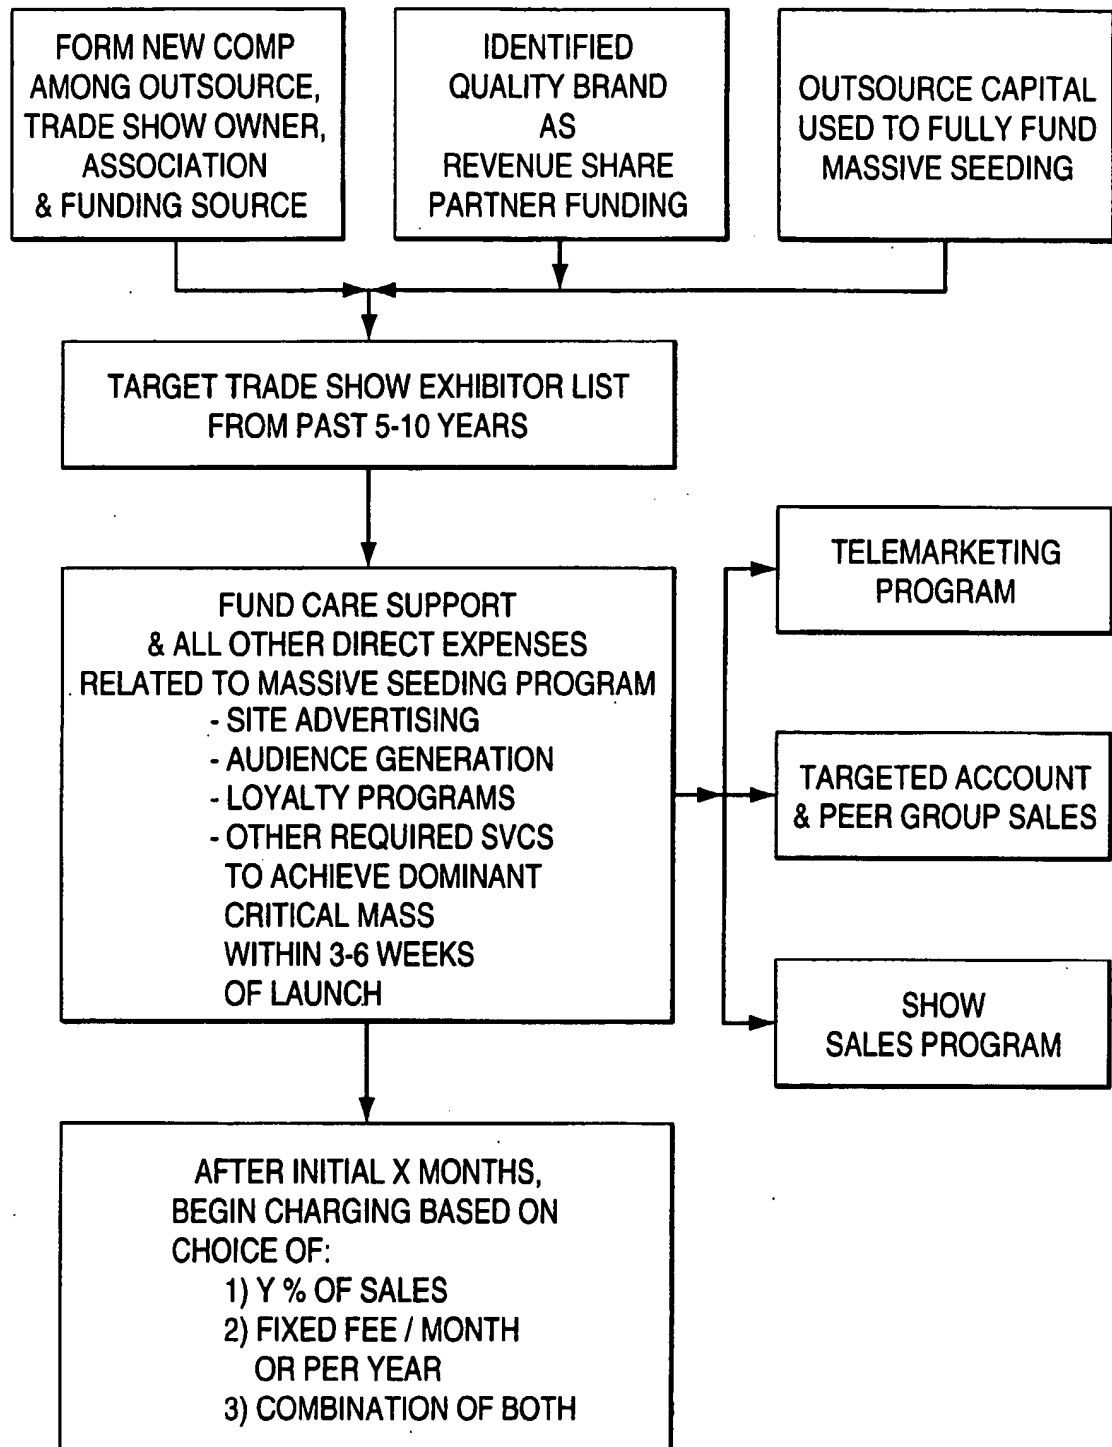 FORM NEW COMP
AMONG OUTSOURCE,
TRADE SHOW OWNER,
ASSOCIATION
& FUNDING SOURCE
IDENTIFIED
QUALITY BRAND
AS
REVENUE SHARE
PARTNER FUNDING
OUTSOURCE CAPITAL
USED TO FULLY FUND
MASSIVE SEEDING
TARGET TRADE SHOW EXHIBITOR LIST
FROM PAST 5-10 YEARS
FUND CARE SUPPORT
& ALL OTHER DIRECT EXPENSES
RELATED TO MASSIVE SEEDING PROGRAM
- SITE ADVERTISING
- AUDIENCE GENERATION
- LOYALTY PROGRAMS
- OTHER REQUIRED SVCS
TO ACHIEVE DOMINANT
CRITICAL MASS
WITHIN 3-6 WEEKS
OF LAUNCH
TELEMARKETING
PROGRAM
TARGETED ACCOUNT
& PEER GROUP SALES
SHOW
SALES PROGRAM
AFTER INITIAL X MONTHS,
BEGIN CHARGING BASED ON
CHOICE OF:
1) Y % OF SALES
2) FIXED FEE / MONTH
OR PER YEAR
3) COMBINATION OF BOTH